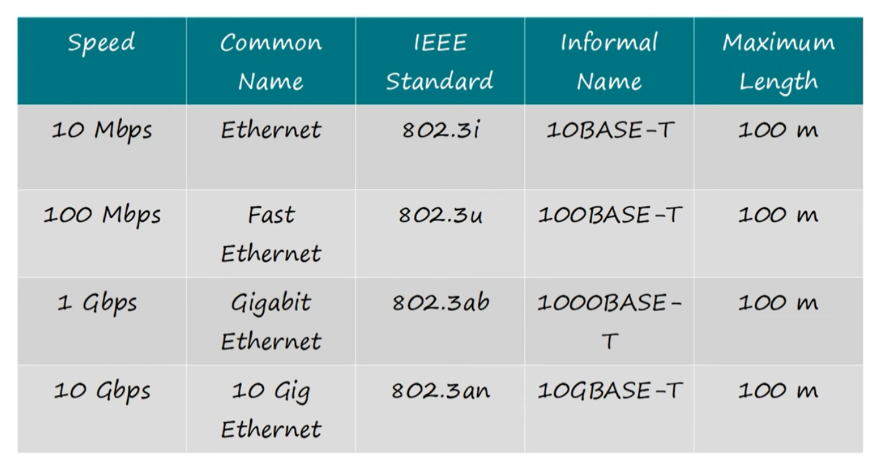 Speed Common IEEE Informal Maximum
Name Standard Name Length
10 Mbps Ethernet 802.3i 10BASE-T 100 m
100 Mbps Fast 802.3u 100BASE-T 100 m
Ethernet
1 Gbps Gigabit 802.3ab 1000BASE- 100 m
Ethernet T
10 Gbps 10 Gig 802.3an 10GBASE-T 100 m
Ethernet